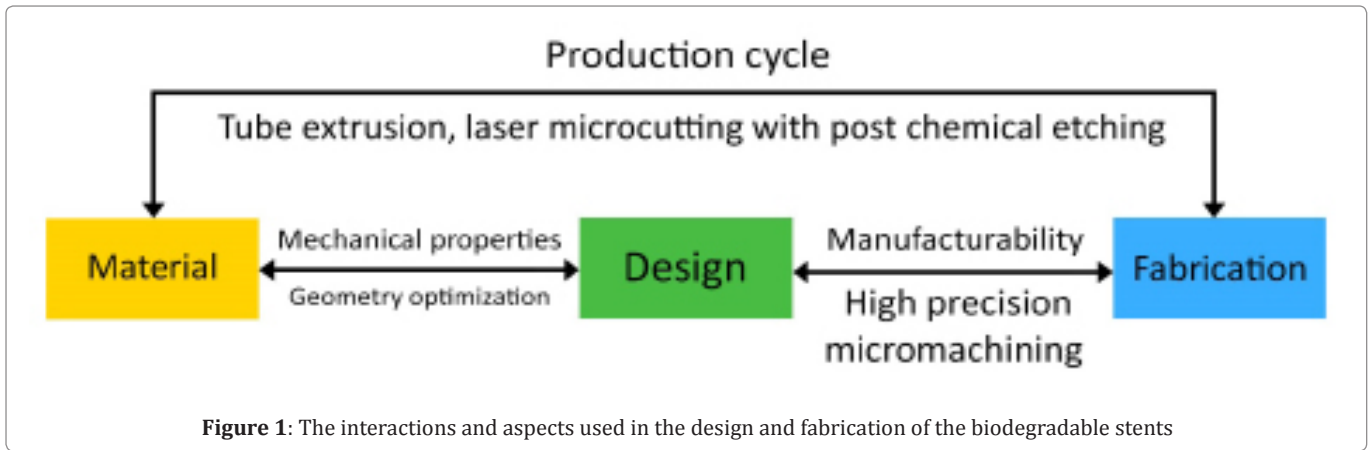 Production cycle
Tube extrusion, laser microcutting with post chemical etching
Material
Mechanical properties
Geometry optimization
Design
Manufacturability
High precision
micromachining
Fabrication
Figure 1: The interactions and aspects used in the design and fabrication of the biodegradable stents